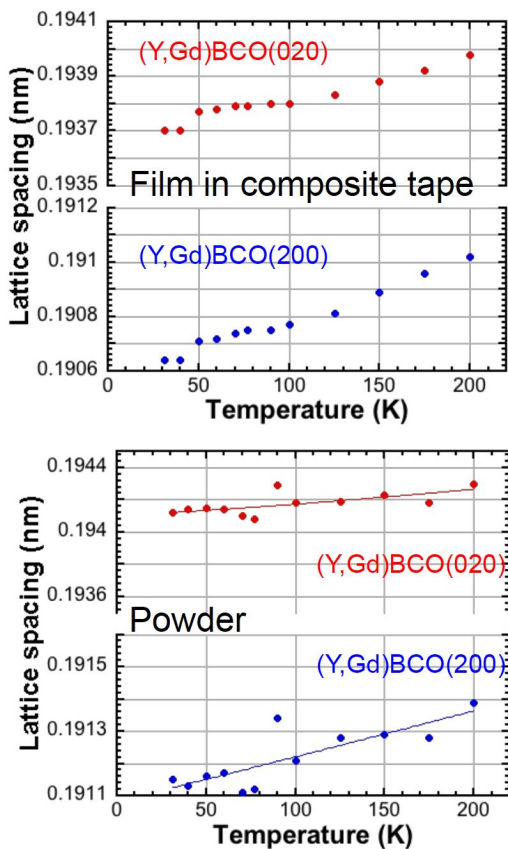 0.1941
(Y,Gd)BCO(020)
0.1939
0.1937
0.1935
Film in composite tape
0.1912
(Y,Gd)BCO(200)
0.191
0.1908
0.1906
Lattice spacing (nm)
0 50 100 150 200
Temperature (K)
0.1944
0.194
(Y,Gd)BCO(020)
0.1936
Powder
0.1915
(Y,Gd)BCO(200)
0.1913
0.1911
Lattice spacing (nm)
0 50 100 150 200
Temperature (K)